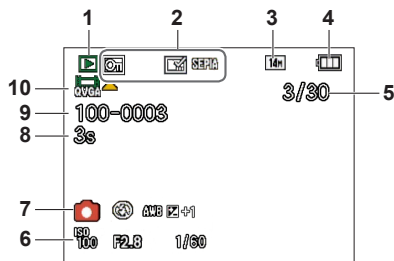 1 2 3 4
SEPIA 14M
10 QVGA 3/30 5
9 100-0003
8 3s
7 AWB +1
6 ISO 100 F2.8 1/60